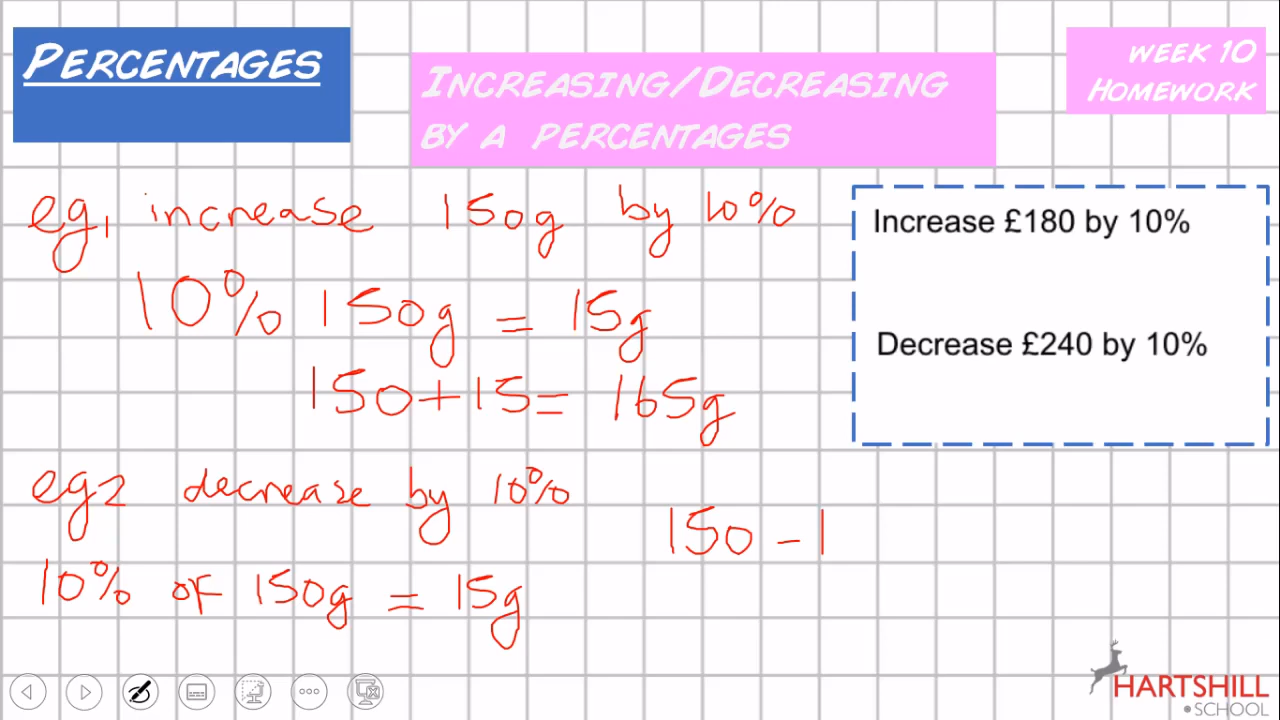 PERCENTAGES
INCREASING/DECREASING
BY A PERCENTAGES
WEEK 10
HOMEWORK
eg1 increase 150g by 10%
10% 150g = 15g
150+15= 165g
eg2 decrease by 10%
150 - 1
10% of 150g = 15g
Increase £180 by 10%
Decrease £240 by 10%
HARTSHILL
SCHOOL